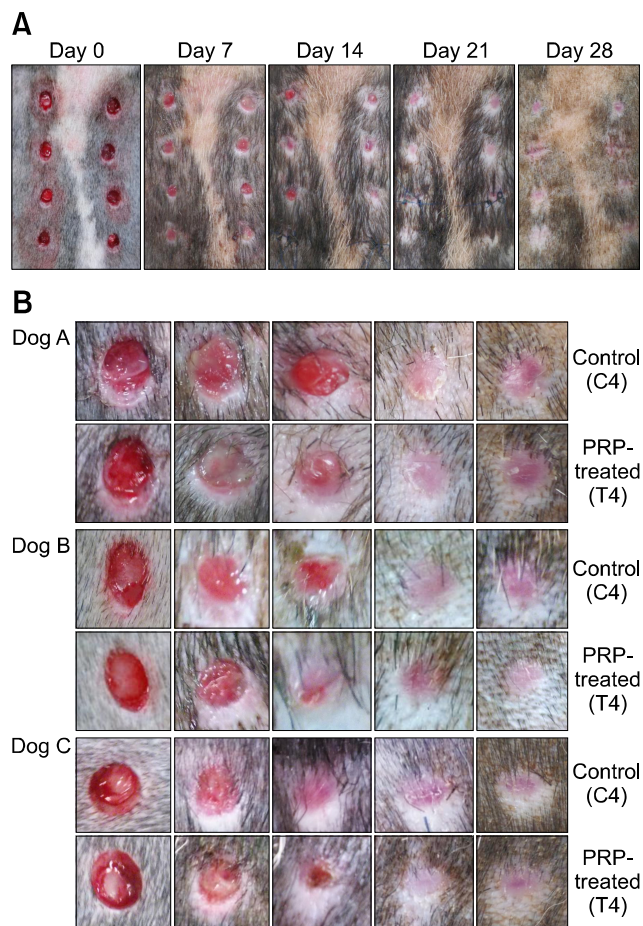 A
Day 0 Day 7 Day 14 Day 21 Day 28
B
Dog A
Control
(C4)
PRP-
treated
(T4)
Dog B
Control
(C4)
PRP-
treated
(T4)
Dog C
Control
(C4)
PRP-
treated
(T4)